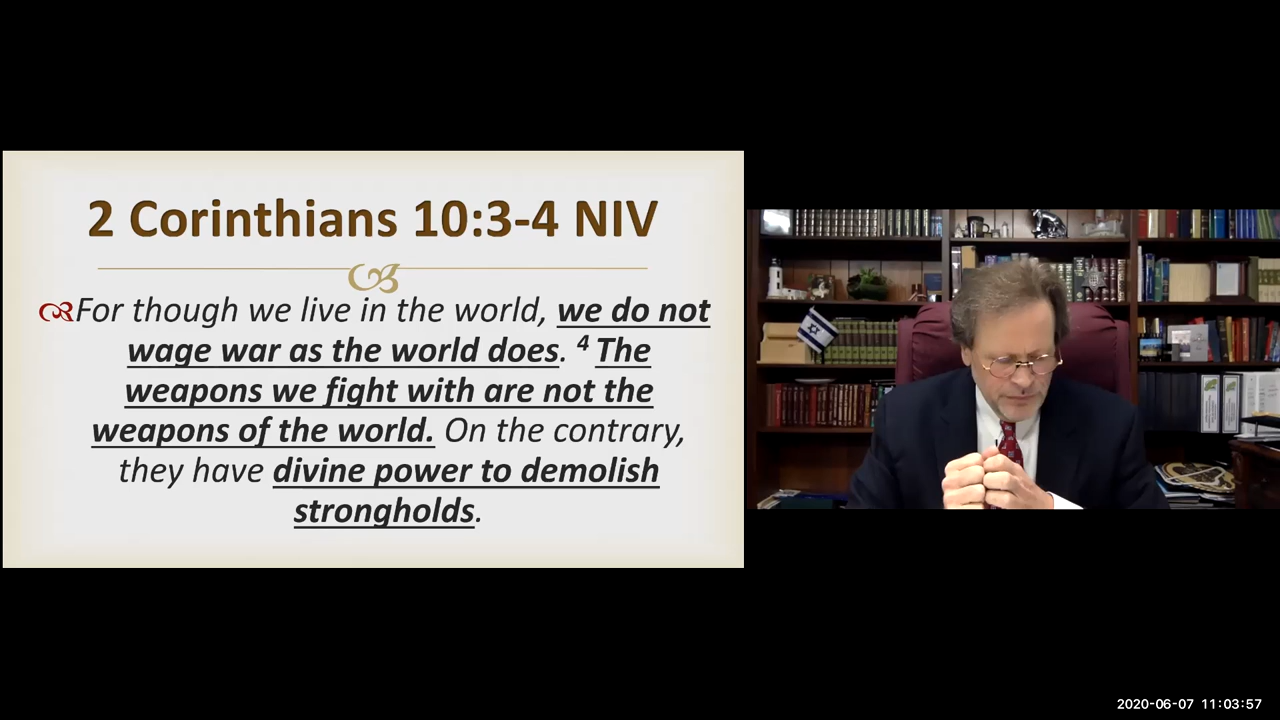 2 Corinthians 10:3-4 NIV
For though we live in the world, we do not
wage war as the world does. 4 The
weapons we fight with are not the
weapons of the world. On the contrary,
they have divine power to demolish
strongholds.
2020-06-07 11:03:57